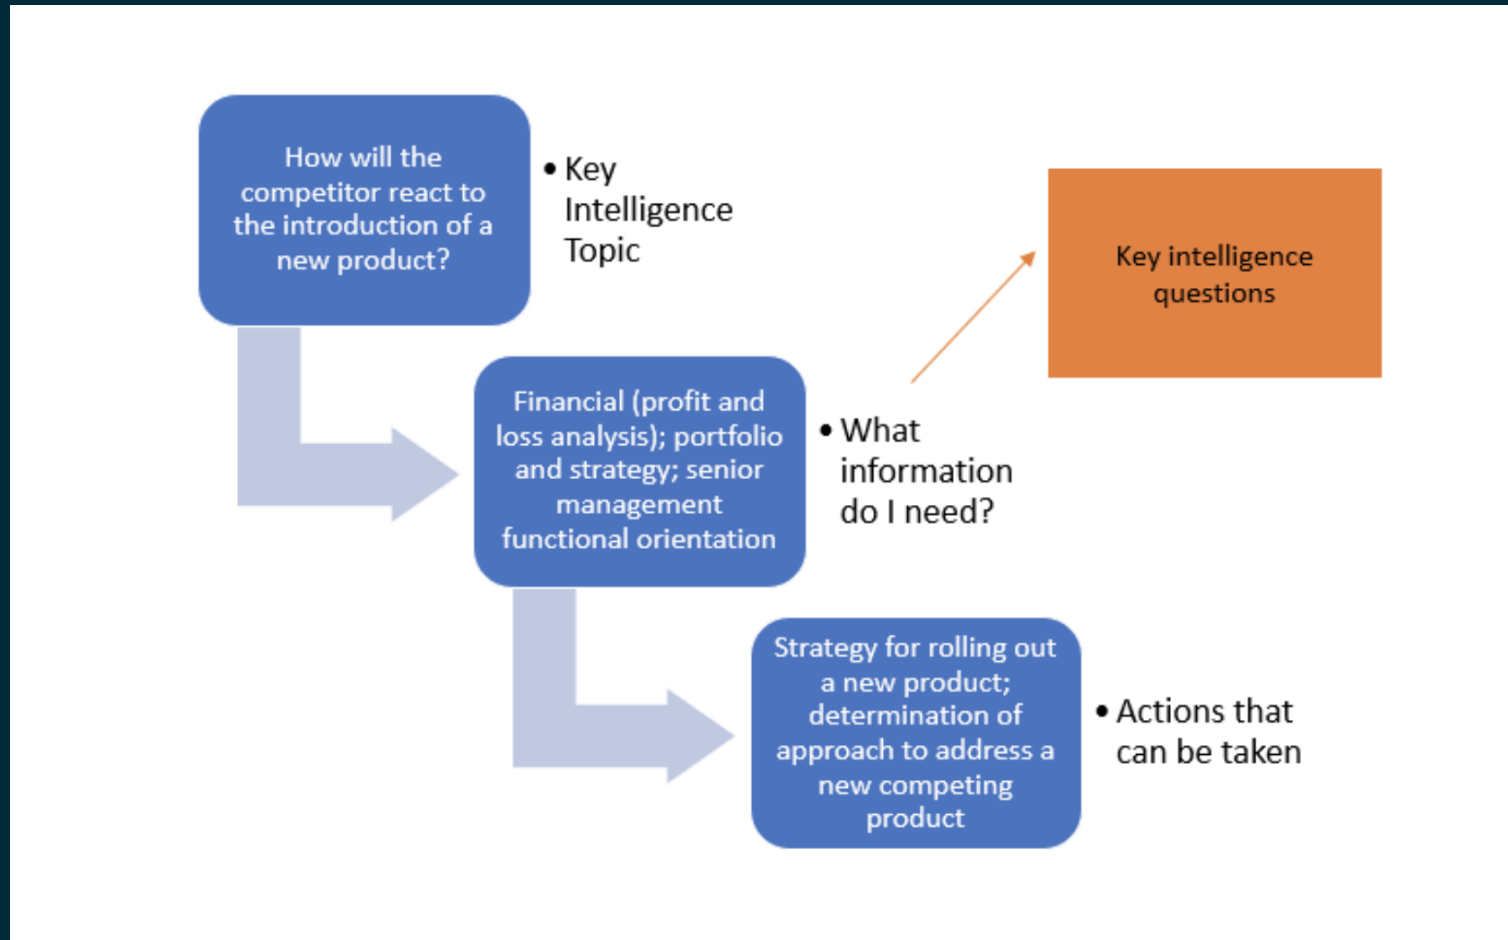 How will the
competitor react to
the introduction of a
new product?
• Key
Intelligence
Topic
Key intelligence
questions
Financial (profit and
loss analysis); portfolio
and strategy; senior
management
functional orientation
• What
information
do I need?
Strategy for rolling out
a new product;
determination of
approach to address a
new competing
product
• Actions that
can be taken